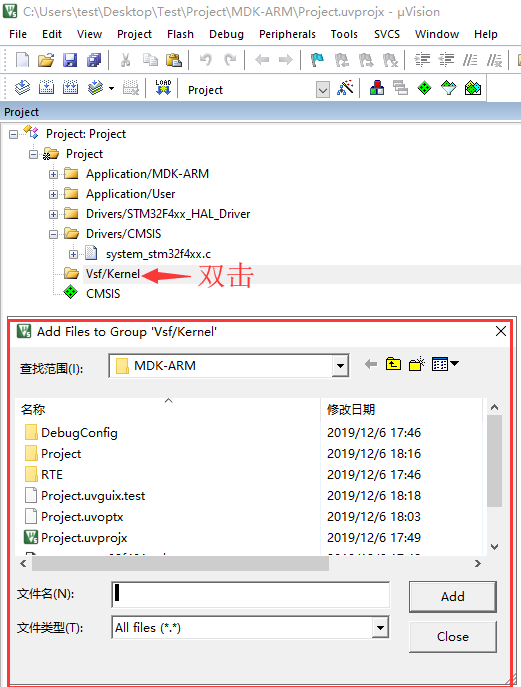 C:\Users\test\Desktop\Test\Project\MDK-ARM\Project.uvprojx - µVision
File Edit View Project Flash Debug Peripherals Tools SVCS Window Help
LOAD Project
Project
Project: Project
Project
Application/MDK-ARM
Application/User
Drivers/STM32F4xx_HAL_Driver
Drivers/CMSIS
system_stm32f4xx.c
Vsf/Kernel 双击
CMSIS
Add Files to Group 'Vsf/Kernel'
查找范围(I): MDK-ARM
名称 修改日期
DebugConfig 2019/12/6 17:46
Project 2019/12/6 18:16
RTE 2019/12/6 17:46
Project.uvguix.test 2019/12/6 18:18
Project.uvoptx 2019/12/6 18:03
Project.uvprojx 2019/12/6 17:49
文件名(N): Add
文件类型(T): All files (*.*) Close